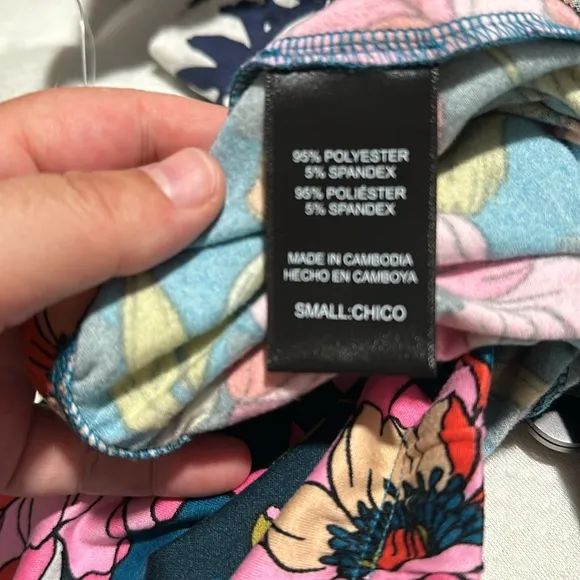 95% POLYESTER
5% SPANDEX
95% POLIÉSTER
5% SPANDEX
MADE IN CAMBODIA
HECHO EN CAMBOYA
SMALL:CHICO